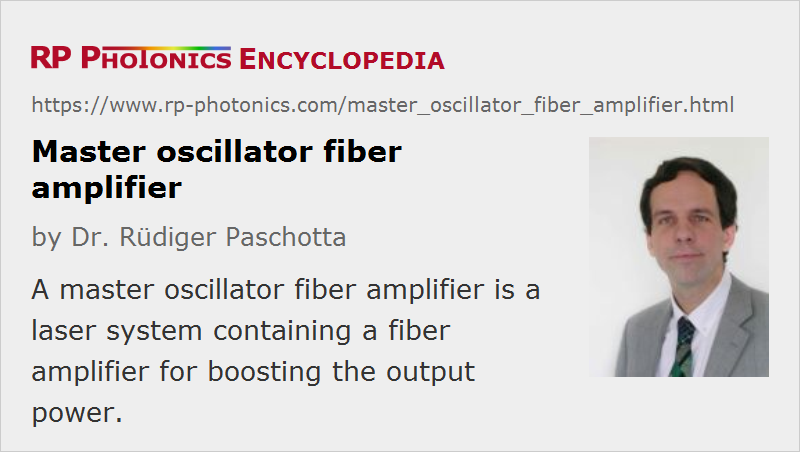 RP PHOTONICS ENCYCLOPEDIA
https://www.rp-photonics.com/master_oscillator_fiber_amplifier.html
Master oscillator fiber
amplifier
by Dr. Rüdiger Paschotta
A master oscillator fiber amplifier is a
laser system containing a fiber
amplifier for boosting the output
power.